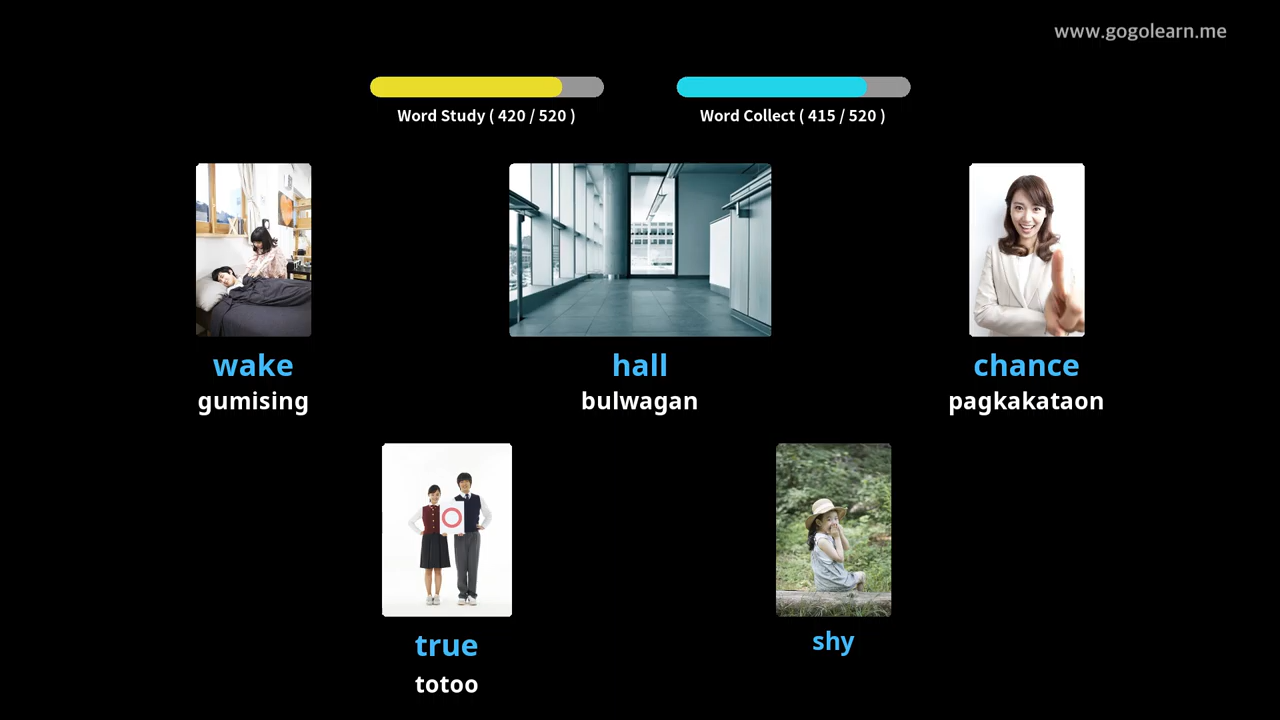 www.gogolearn.me
Word Study ( 420 / 520 )
Word Collect ( 415 / 520 )
wake
gumising
hall
bulwagan
chance
pagkakataon
true
totoo
shy